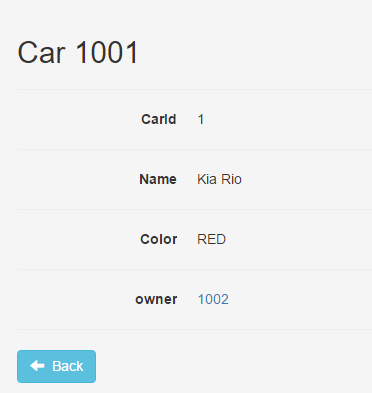 Car 1001
CarId 1
Name Kia Rio
Color RED
owner 1002
Back